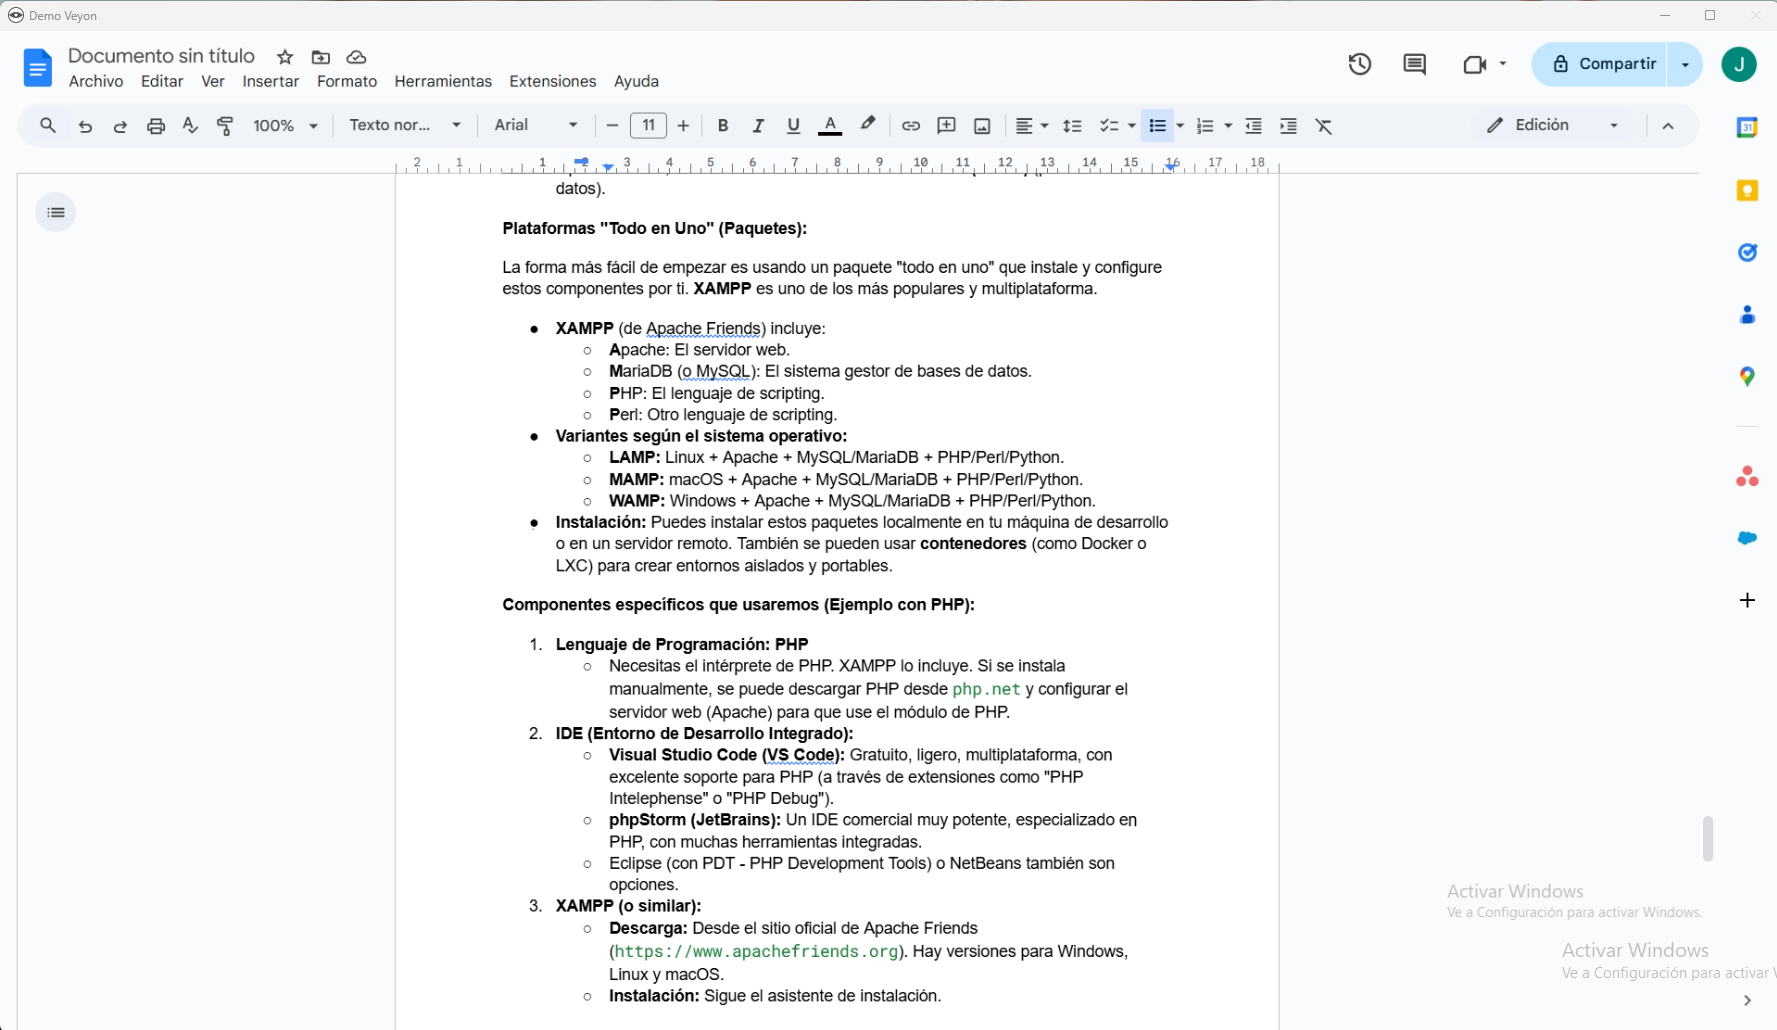 Demo Veyon
Documento sin título
Archivo Editar Ver Insertar Formato Herramientas Extensiones Ayuda
Compartir
J
100% Texto nor... Arial 11 B I U A Edición
2 1 1 2 3 4 5 6 7 8 9 10 11 12 13 14 15 16 17 18
31
datos).
Plataformas "Todo en Uno" (Paquetes):
La forma más fácil de empezar es usando un paquete "todo en uno" que instale y configure
estos componentes por ti. XAMPP es uno de los más populares y multiplataforma.
● XAMPP (de Apache Friends) incluye:
○ Apache: El servidor web.
○ MariaDB (o MySQL): El sistema gestor de bases de datos.
○ PHP: El lenguaje de scripting.
○ Perl: Otro lenguaje de scripting.
● Variantes según el sistema operativo:
○ LAMP: Linux + Apache + MySQL/MariaDB + PHP/Perl/Python.
○ MAMP: macOS + Apache + MySQL/MariaDB + PHP/Perl/Python.
○ WAMP: Windows + Apache + MySQL/MariaDB + PHP/Perl/Python.
● Instalación: Puedes instalar estos paquetes localmente en tu máquina de desarrollo
o en un servidor remoto. También se pueden usar contenedores (como Docker o
LXC) para crear entornos aislados y portables.
Componentes específicos que usaremos (Ejemplo con PHP):
1. Lenguaje de Programación: PHP
○ Necesitas el intérprete de PHP. XAMPP lo incluye. Si se instala
manualmente, se puede descargar PHP desde php.net y configurar el
servidor web (Apache) para que use el módulo de PHP.
2. IDE (Entorno de Desarrollo Integrado):
○ Visual Studio Code (VS Code): Gratuito, ligero, multiplataforma, con
excelente soporte para PHP (a través de extensiones como "PHP
Intelephense" o "PHP Debug").
○ phpStorm (JetBrains): Un IDE comercial muy potente, especializado en
PHP, con muchas herramientas integradas.
○ Eclipse (con PDT - PHP Development Tools) o NetBeans también son
opciones.
3. XAMPP (o similar):
○ Descarga: Desde el sitio oficial de Apache Friends
(https://www.apachefriends.org). Hay versiones para Windows,
Linux y macOS.
○ Instalación: Sigue el asistente de instalación.
Activar Windows
Ve a Configuración para activar Windows.
Activar Windows
Ve a Configuración para activar